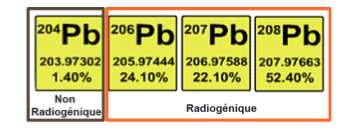 204Pb 206Pb 207Pb 208Pb
203.97302 205.97444 206.97588 207.97663
1.40% 24.10% 22.10% 52.40%
Non
Radiogénique
Radiogénique